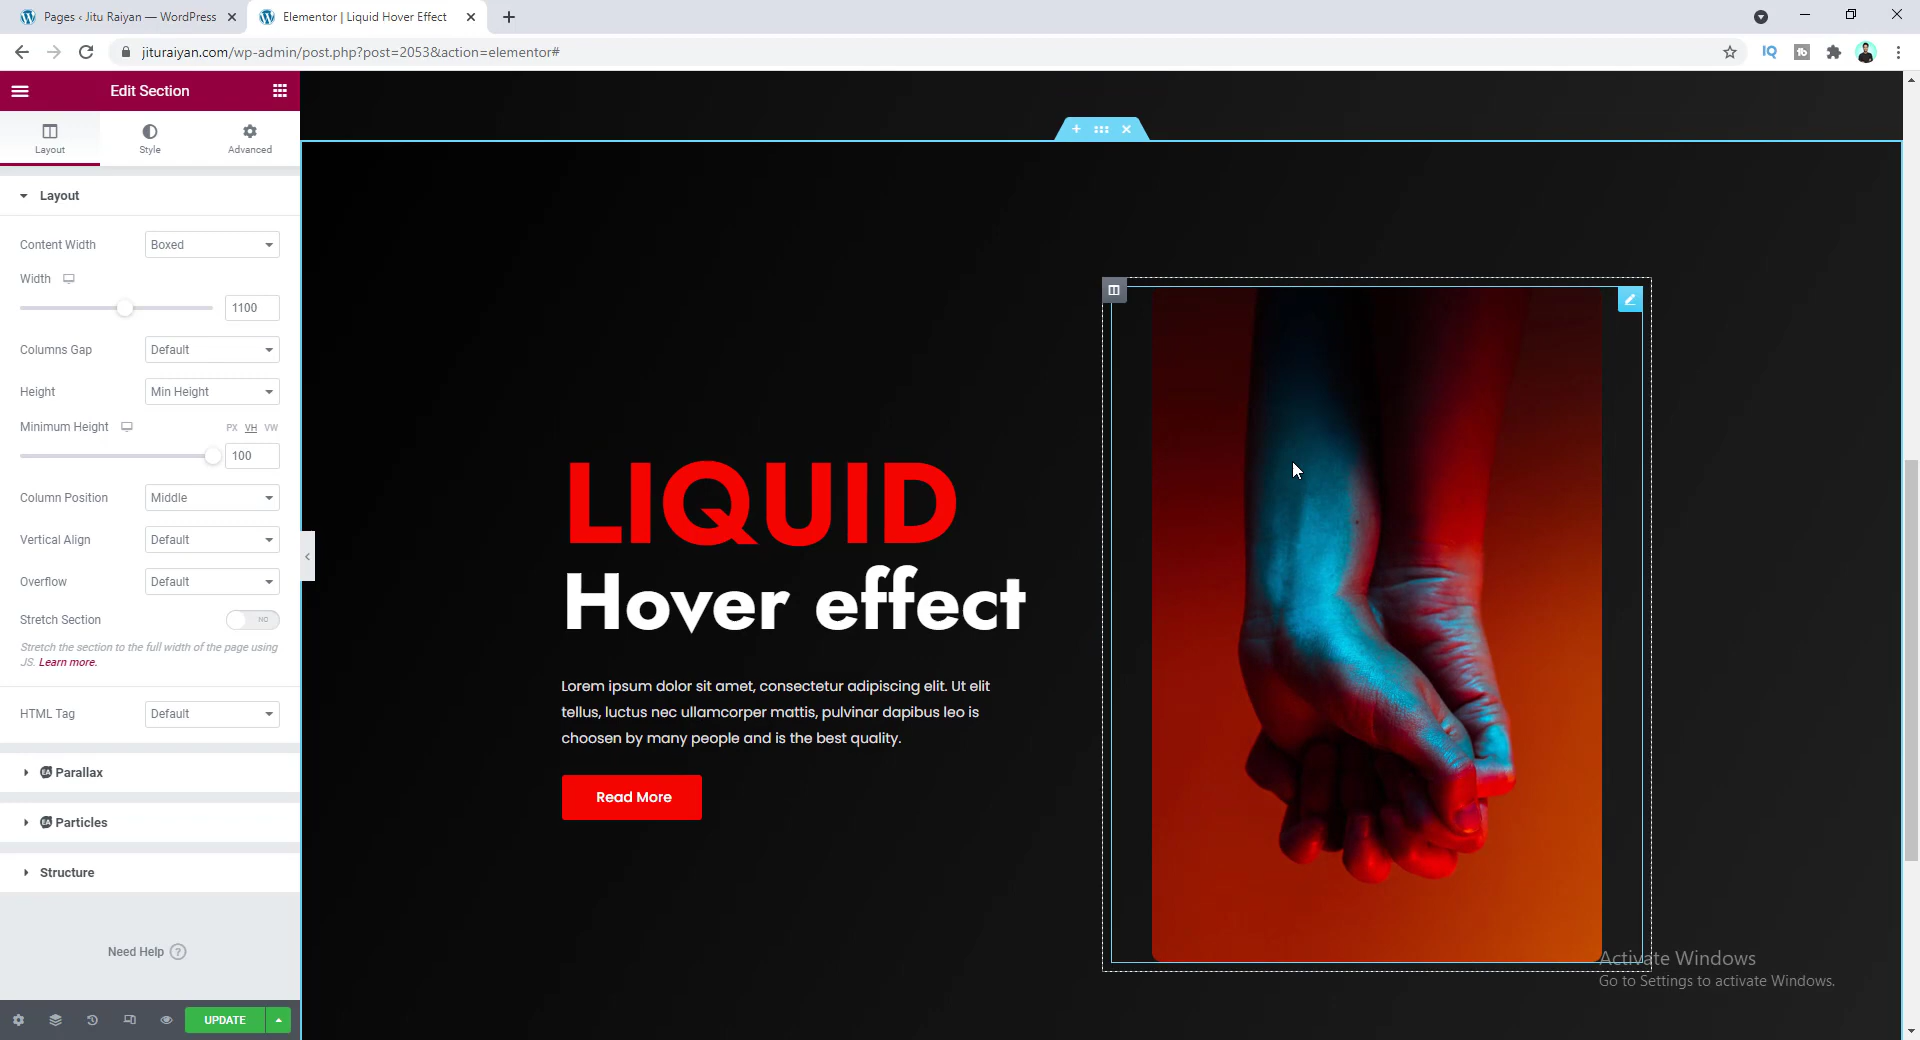 Pages ‹ Jitu Raiyan — WordPress
Elementor | Liquid Hover Effect
jituraiyan.com/wp-admin/post.php?post=2053&action=elementor#
IQ
tb
Edit Section
Layout
Style
Advanced
Layout
Content Width
Boxed
Width
1100
Columns Gap
Default
Height
Min Height
Minimum Height
PX VH VW
100
Column Position
Middle
Vertical Align
Default
Overflow
Default
Stretch Section
NO
Stretch the section to the full width of the page using
JS. Learn more.
HTML Tag
Default
EA Parallax
EA Particles
Structure
Need Help ?
UPDATE
LIQUID
Hover effect
Lorem ipsum dolor sit amet, consectetur adipiscing elit. Ut elit
tellus, luctus nec ullamcorper mattis, pulvinar dapibus leo is
choosen by many people and is the best quality.
Read More
Activate Windows
Go to Settings to activate Windows.